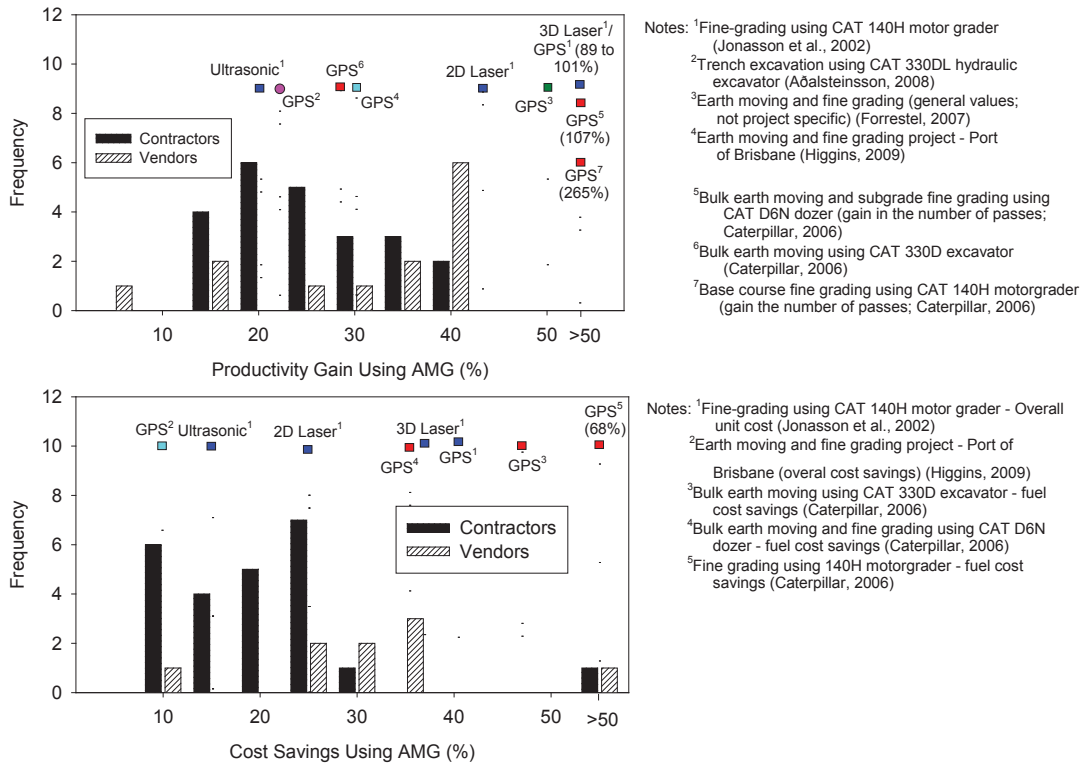 12
10
8
6
4
2
0
Frequency
Contractors
Vendors
Ultrasonic¹
GPS²
GPS⁶
GPS⁴
2D Laser¹
GPS³
3D Laser¹/
GPS¹ (89 to
101%)
GPS⁵
(107%)
GPS⁷
(265%)
10 20 30 40 50 >50
Productivity Gain Using AMG (%)
Notes: ¹Fine-grading using CAT 140H motor grader
(Jonasson et al., 2002)
²Trench excavation using CAT 330DL hydraulic
excavator (Aðalsteinsson, 2008)
³Earth moving and fine grading (general values;
not project specific) (Forrestel, 2007)
⁴Earth moving and fine grading project - Port
of Brisbane (Higgins, 2009)
⁵Bulk earth moving and subgrade fine grading using
CAT D6N dozer (gain in the number of passes;
Caterpillar, 2006)
⁶Bulk earth moving using CAT 330D excavator
(Caterpillar, 2006)
⁷Base course fine grading using CAT 140H motorgrader
(gain the number of passes; Caterpillar, 2006)
12
10
8
6
4
2
0
Frequency
GPS²
Ultrasonic¹
2D Laser¹
3D Laser¹
GPS⁴
GPS¹
GPS³
GPS⁵
(68%)
Contractors
Vendors
10 20 30 40 50 >50
Cost Savings Using AMG (%)
Notes: ¹Fine-grading using CAT 140H motor grader - Overall
unit cost (Jonasson et al., 2002)
²Earth moving and fine grading project - Port of
Brisbane (overal cost savings) (Higgins, 2009)
³Bulk earth moving using CAT 330D excavator - fuel
cost savings (Caterpillar, 2006)
⁴Bulk earth moving and fine grading using CAT D6N
dozer - fuel cost savings (Caterpillar, 2006)
⁵Fine grading using 140H motorgrader - fuel cost
savings (Caterpillar, 2006)